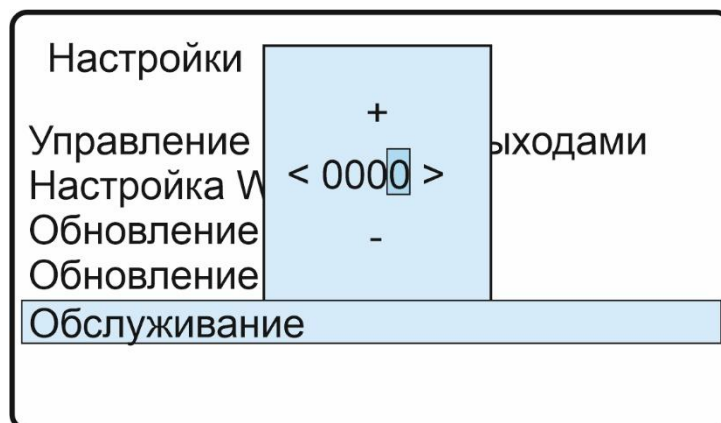 Настройки
+
Управление ыходами
< 0000 >
Настройка W
Обновление
-
Обновление
Обслуживание